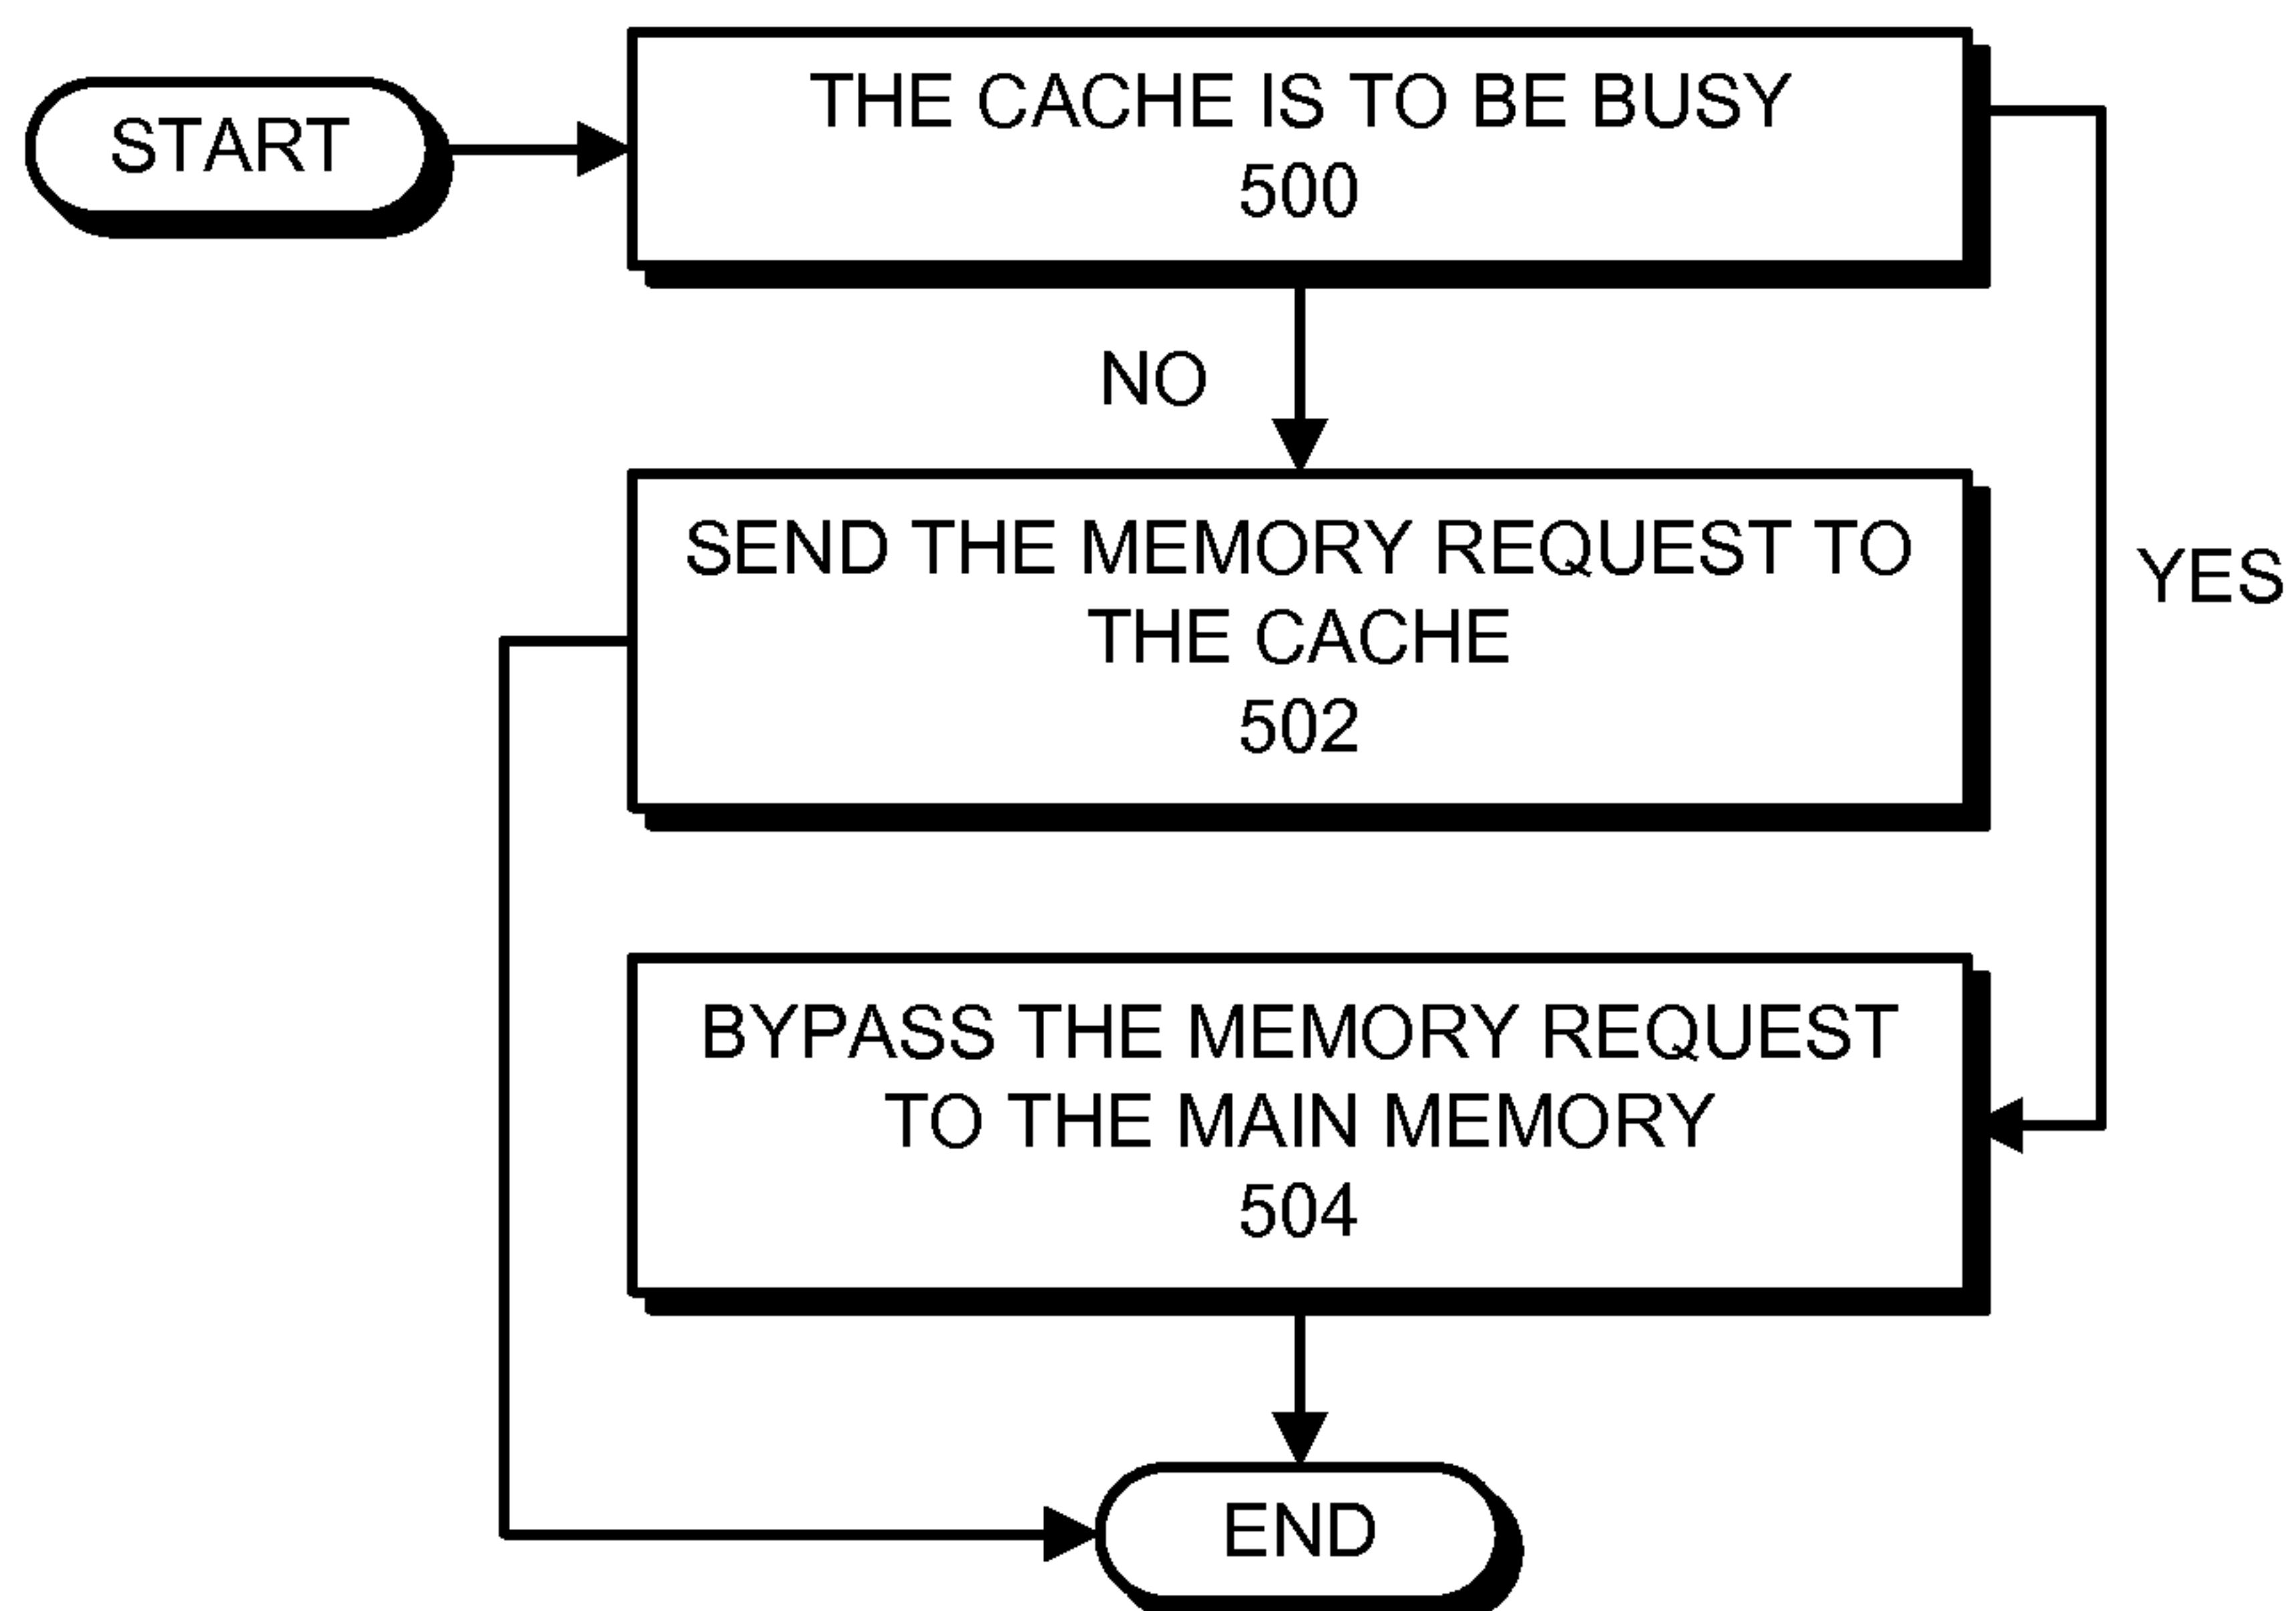 START
THE CACHE IS TO BE BUSY
500
NO
SEND THE MEMORY REQUEST TO
THE CACHE
502
YES
BYPASS THE MEMORY REQUEST
TO THE MAIN MEMORY
504
END